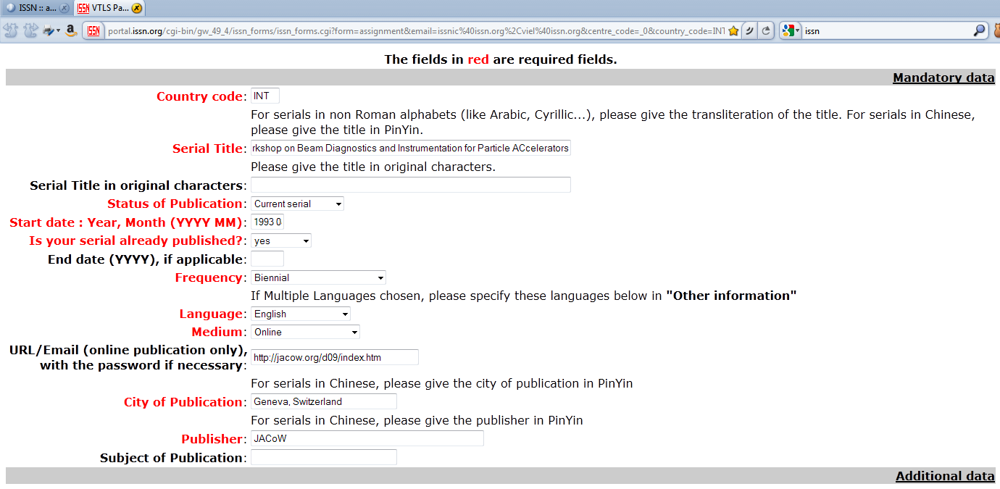 ISSN :: a...
ISSN VTLS Pa...
ISSN portal.issn.org/cgi-bin/gw_49_4/issn_forms/issn_forms.cgi?form=assignment&email=issnic%40issn.org%2Cviel%40issn.org&centre_code=_0&country_code=INT
issn
The fields in red are required fields.
Mandatory data
Country code: INT
For serials in non Roman alphabets (like Arabic, Cyrillic...), please give the transliteration of the title. For serials in Chinese,
please give the title in PinYin.
Serial Title: rkshop on Beam Diagnostics and Instrumentation for Particle ACcelerators
Please give the title in original characters.
Serial Title in original characters:
Status of Publication: Current serial
Start date : Year, Month (YYYY MM): 1993 0
Is your serial already published?: yes
End date (YYYY), if applicable:
Frequency: Biennial
If Multiple Languages chosen, please specify these languages below in "Other information"
Language: English
Medium: Online
URL/Email (online publication only),
with the password if necessary: http://jacow.org/d09/index.htm
For serials in Chinese, please give the city of publication in PinYin
City of Publication: Geneva, Switzerland
For serials in Chinese, please give the publisher in PinYin
Publisher: JACoW
Subject of Publication:
Additional data